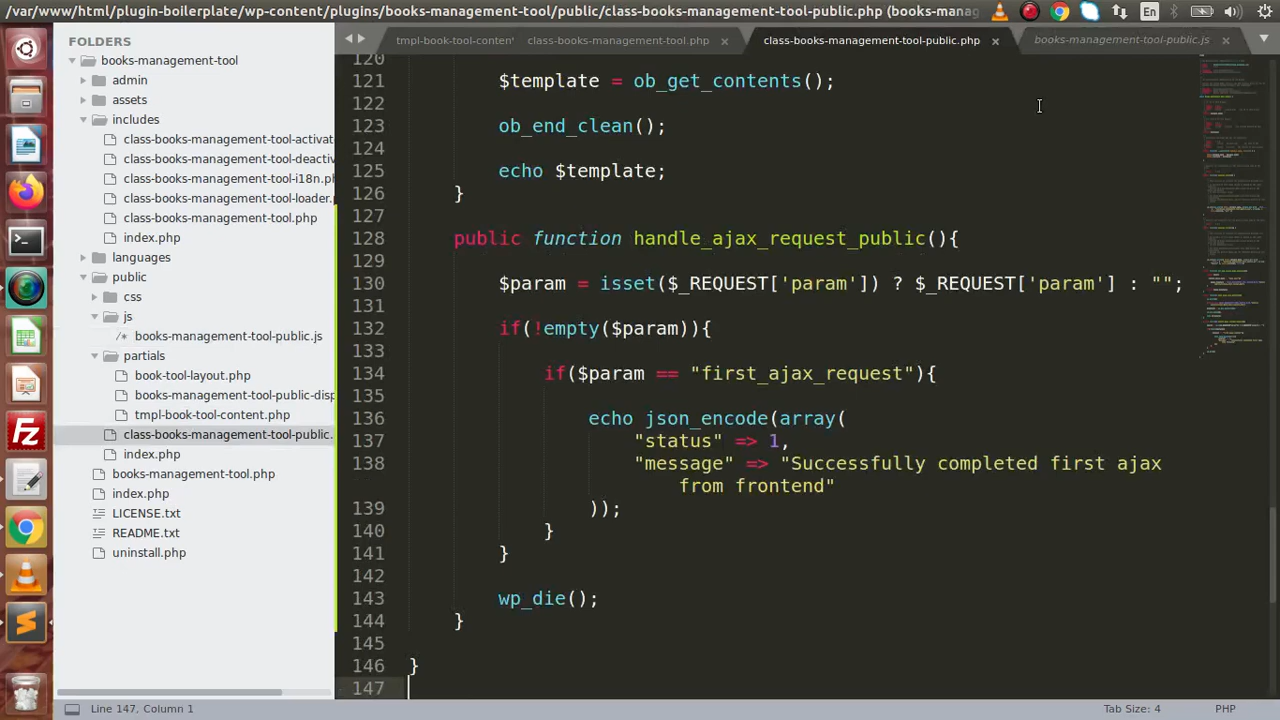 /var/www/html/plugin-boilerplate/wp-content/plugins/books-management-tool/public/class-books-management-tool-public.php (books-manag
En
FOLDERS
books-management-tool
admin
assets
includes
class-books-management-tool-activat
class-books-management-tool-deactiv
class-books-management-tool-i18n.ph
class-books-management-tool-loader.
class-books-management-tool.php
index.php
languages
public
css
js
books-management-tool-public.js
partials
book-tool-layout.php
books-management-tool-public-disp
tmpl-book-tool-content.php
class-books-management-tool-public.
index.php
books-management-tool.php
index.php
LICENSE.txt
README.txt
uninstall.php
tmpl-book-tool-conten
class-books-management-tool.php
class-books-management-tool-public.php
books-management-tool-public.js
120
121 $template = ob_get_contents();
122
123 ob_end_clean();
124
125 echo $template;
126 }
127
128 public function handle_ajax_request_public(){
129
130 $param = isset($_REQUEST['param']) ? $_REQUEST['param'] : "";
131
132 if(!empty($param)){
133
134 if($param == "first_ajax_request"){
135
136 echo json_encode(array(
137 "status" => 1,
138 "message" => "Successfully completed first ajax
from frontend"
139 ));
140 }
141 }
142
143 wp_die();
144 }
145
146 }
147
Line 147, Column 1
Tab Size: 4
PHP